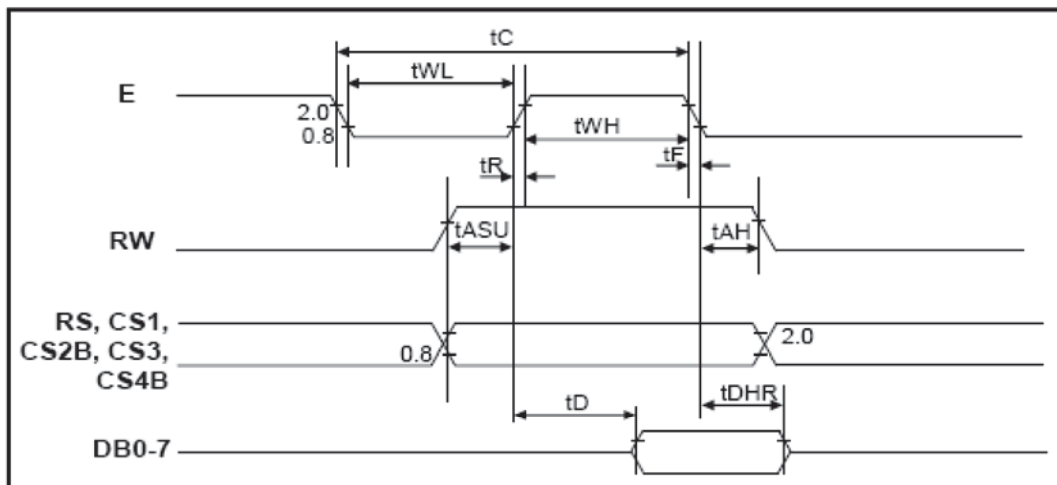 tC
tWL
E
2.0
0.8
tWH
tR
tF
RW
tASU
tAH
RS, CS1,
CS2B, CS3,
CS4B
0.8
2.0
tD
tDHR
DB0-7